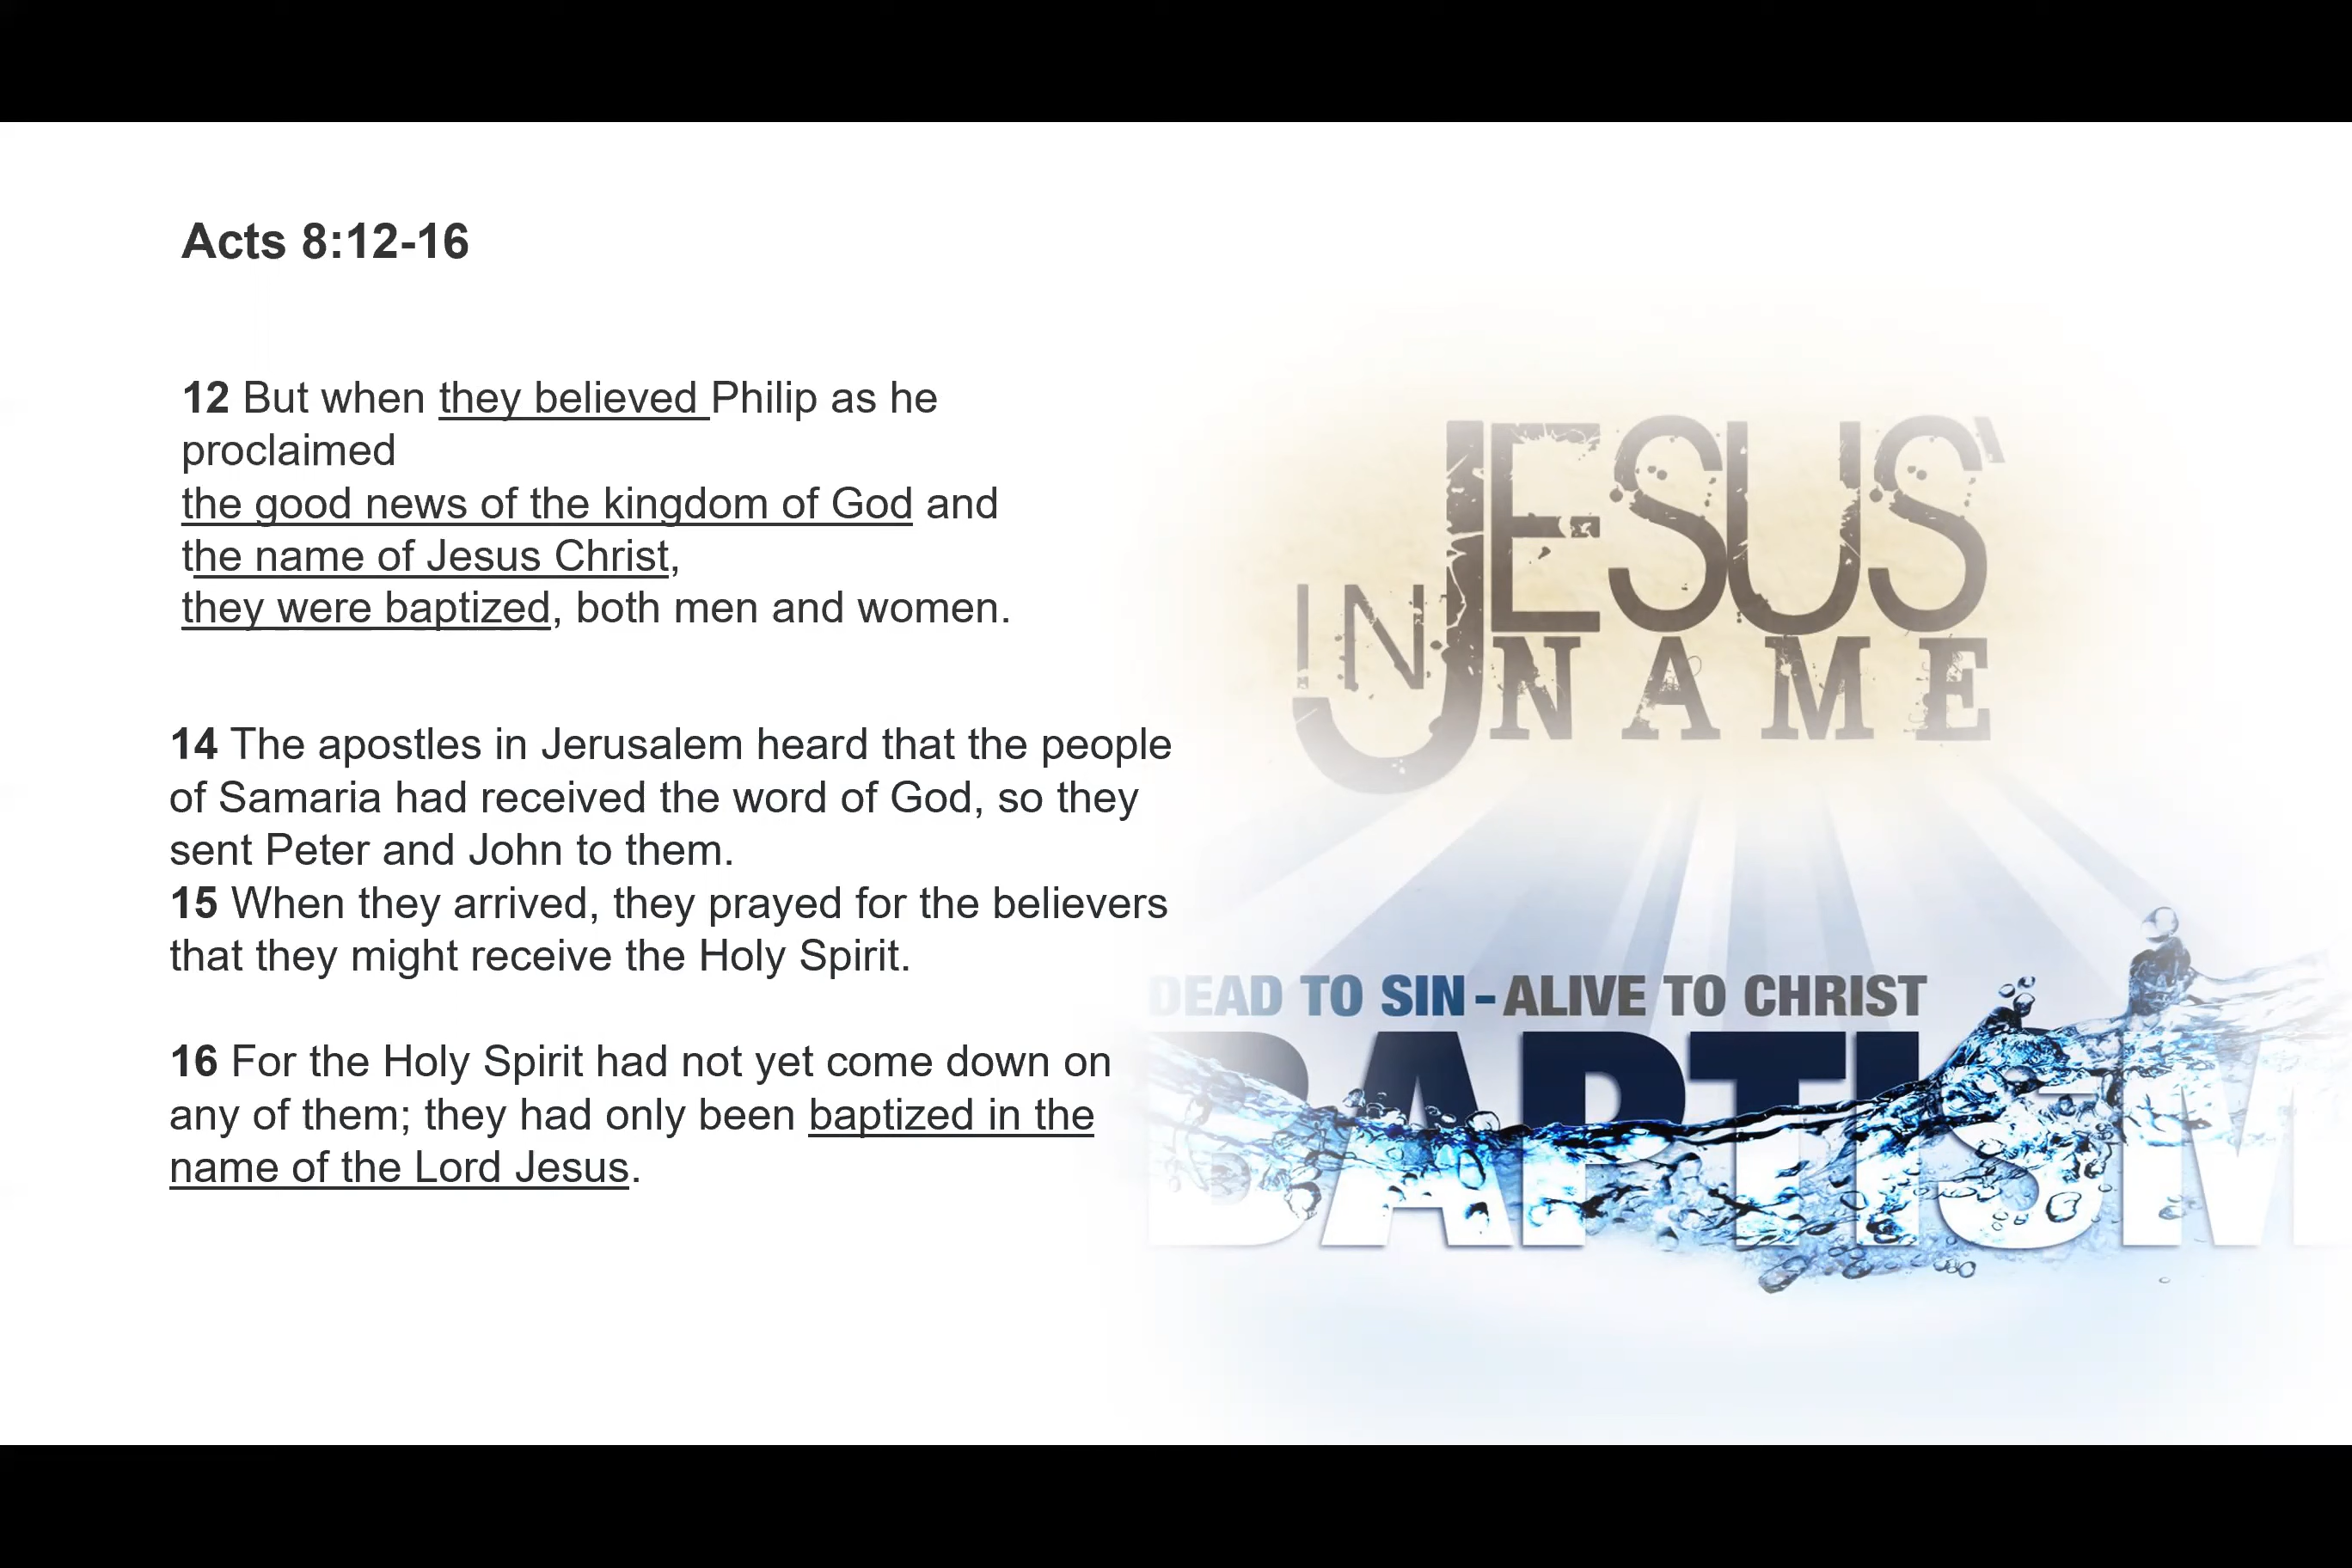 Acts 8:12-16
12 But when they believed Philip as he
proclaimed
the good news of the kingdom of God and
the name of Jesus Christ,
they were baptized, both men and women.
14 The apostles in Jerusalem heard that the people
of Samaria had received the word of God, so they
sent Peter and John to them.
15 When they arrived, they prayed for the believers
that they might receive the Holy Spirit.
16 For the Holy Spirit had not yet come down on
any of them; they had only been baptized in the
name of the Lord Jesus.
IN JESUS'
NAME
DEAD TO SIN - ALIVE TO CHRIST
BAPTISM